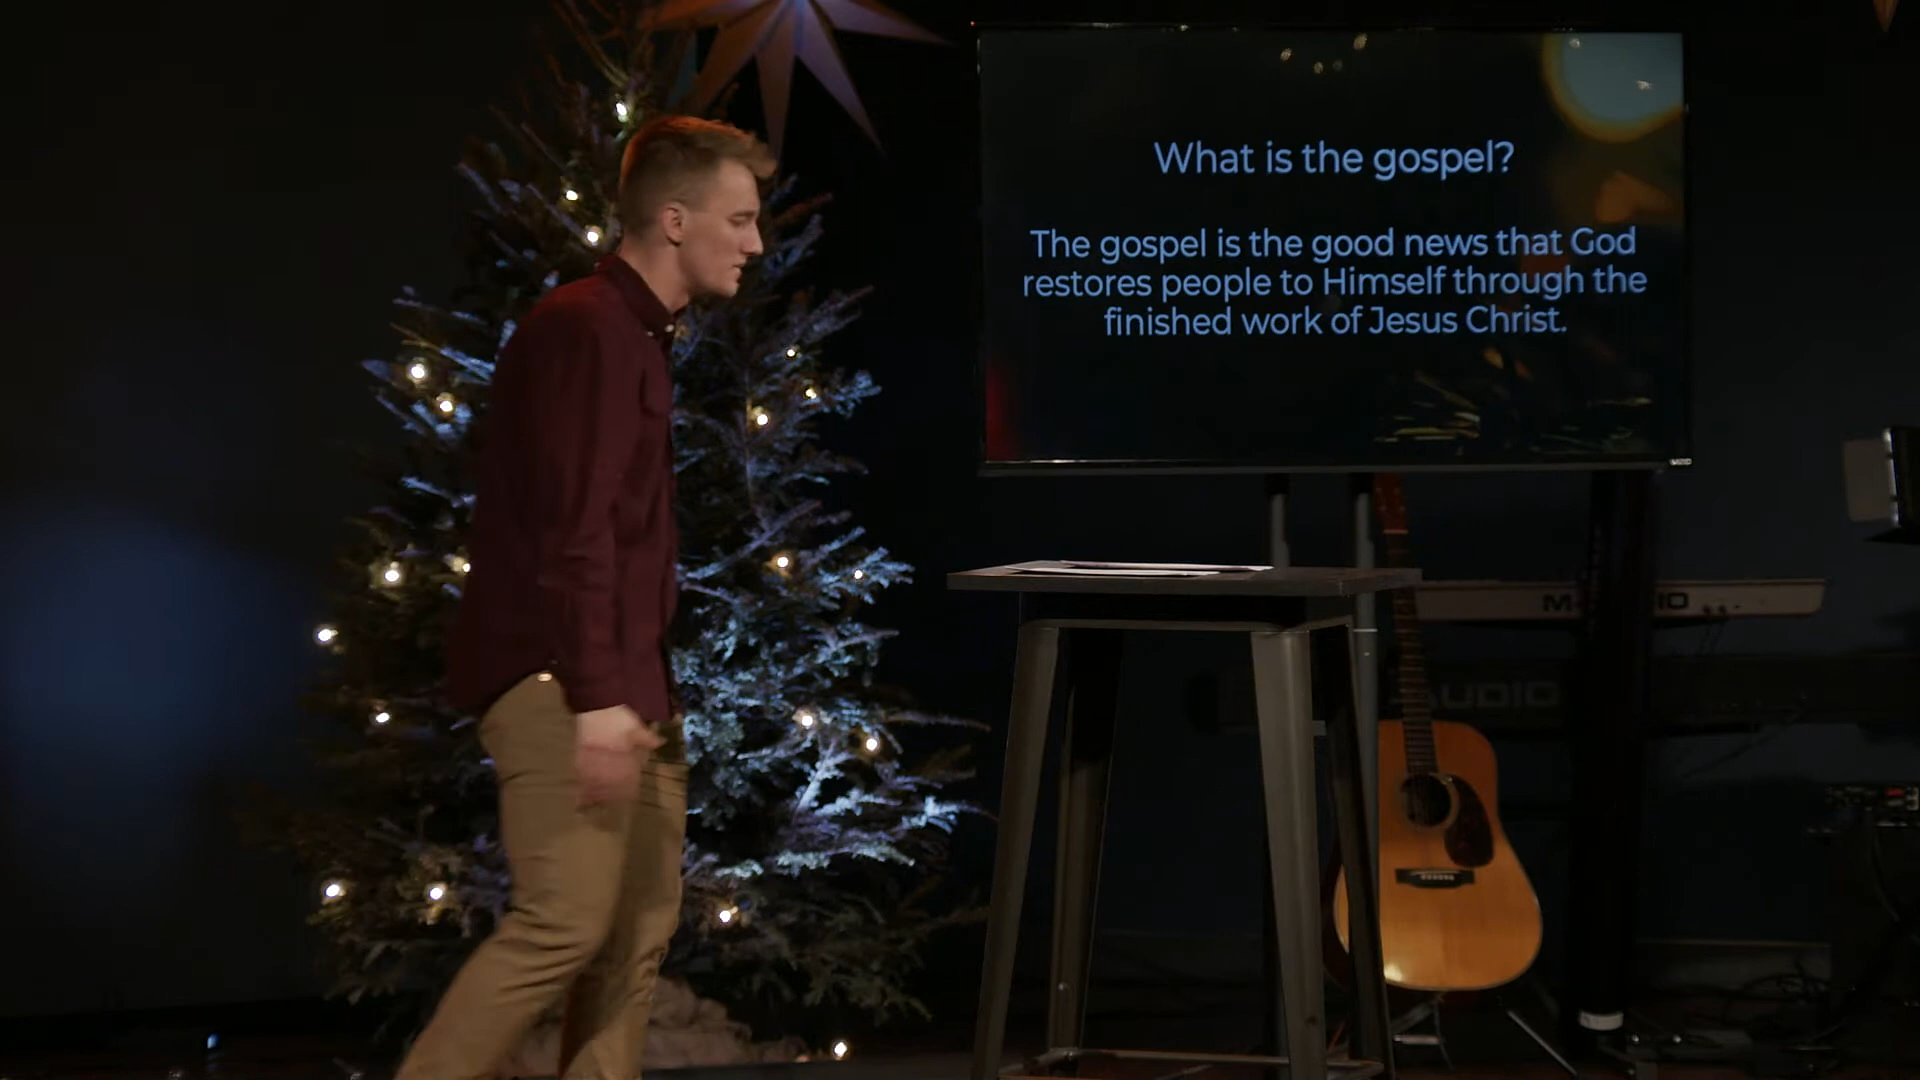 What is the gospel?
The gospel is the good news that God
restores people to Himself through the
finished work of Jesus Christ.
AUDIO